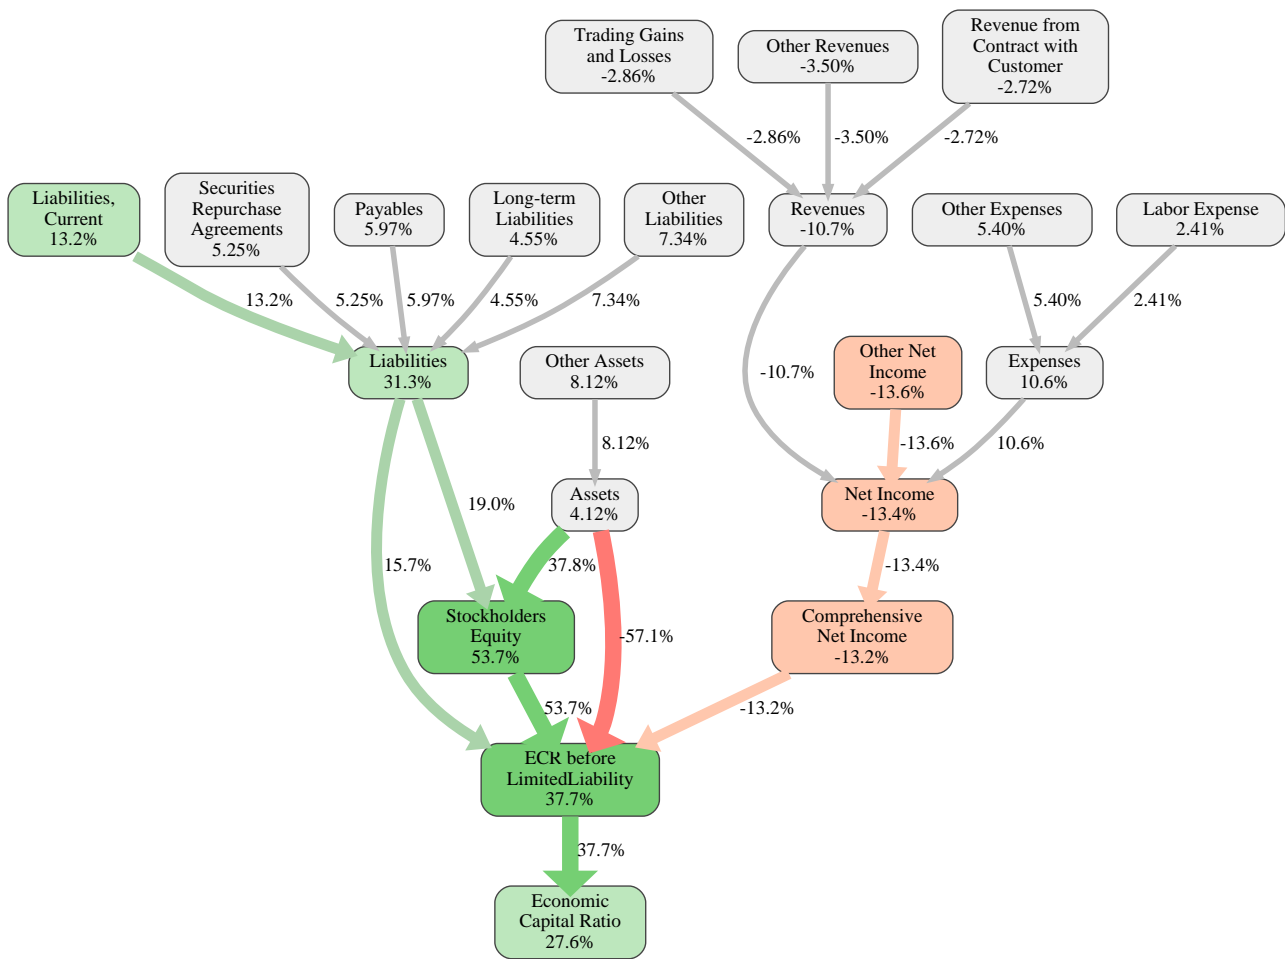 Trading Gains
and Losses
-2.86%
Other Revenues
-3.50%
Revenue from
Contract with
Customer
-2.72%
-2.86%
-3.50%
-2.72%
Liabilities,
Current
13.2%
Securities
Repurchase
Agreements
5.25%
Payables
5.97%
Long-term
Liabilities
4.55%
Other
Liabilities
7.34%
Revenues
-10.7%
Other Expenses
5.40%
Labor Expense
2.41%
13.2%
5.25%
5.97%
4.55%
7.34%
5.40%
2.41%
Liabilities
31.3%
Other Assets
8.12%
-10.7%
Other Net
Income
-13.6%
Expenses
10.6%
8.12%
-13.6%
10.6%
19.0%
Assets
4.12%
Net Income
-13.4%
15.7%
37.8%
-13.4%
Stockholders
Equity
53.7%
-57.1%
Comprehensive
Net Income
-13.2%
53.7%
-13.2%
ECR before
LimitedLiability
37.7%
37.7%
Economic
Capital Ratio
27.6%